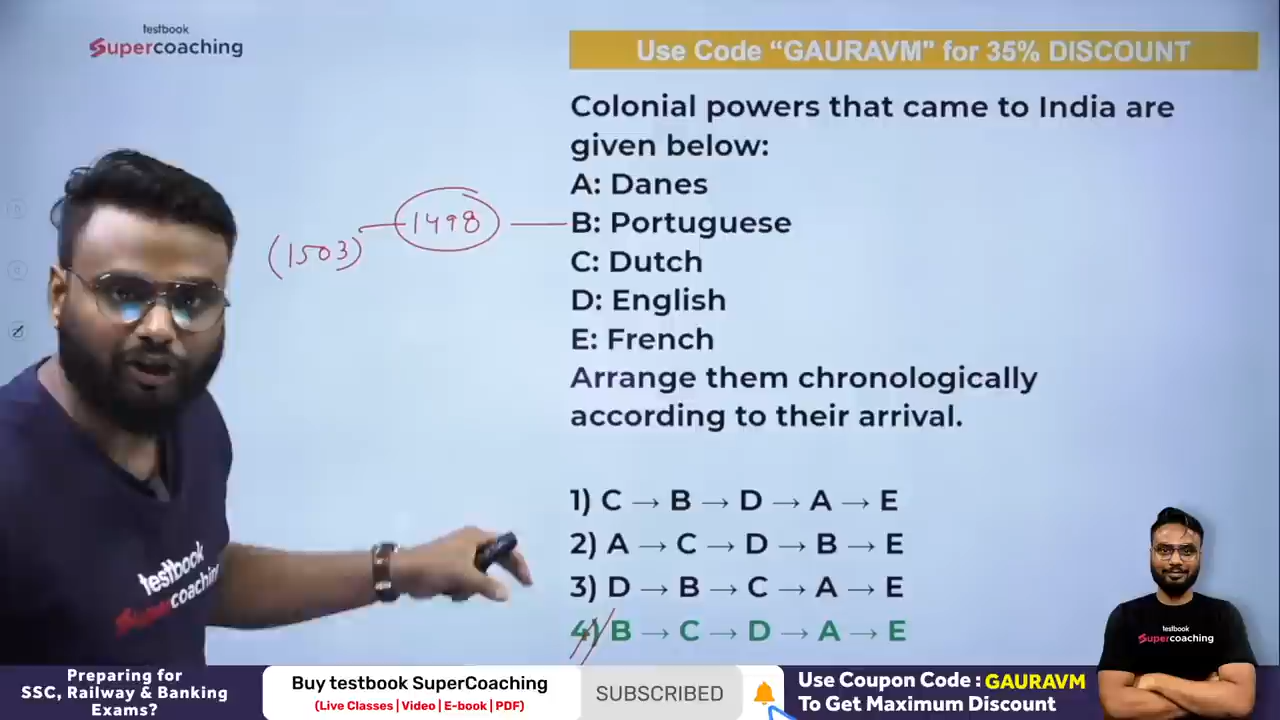 testbook
Supercoaching
Use Code “GAURAVM" for 35% DISCOUNT
Colonial powers that came to India are
given below:
A: Danes
B: Portuguese
C: Dutch
D: English
E: French
Arrange them chronologically
according to their arrival.
1498
(1503)
1) C → B → D → A → E
2) A → C → D → B → E
3) D → B → C → A → E
4) B → C → D → A → E
testbook
Supercoaching
testbook
Supercoaching
Preparing for
SSC, Railway & Banking
Exams?
Buy testbook SuperCoaching
(Live Classes | Video | E-book | PDF)
SUBSCRIBED
Use Coupon Code : GAURAVM
To Get Maximum Discount